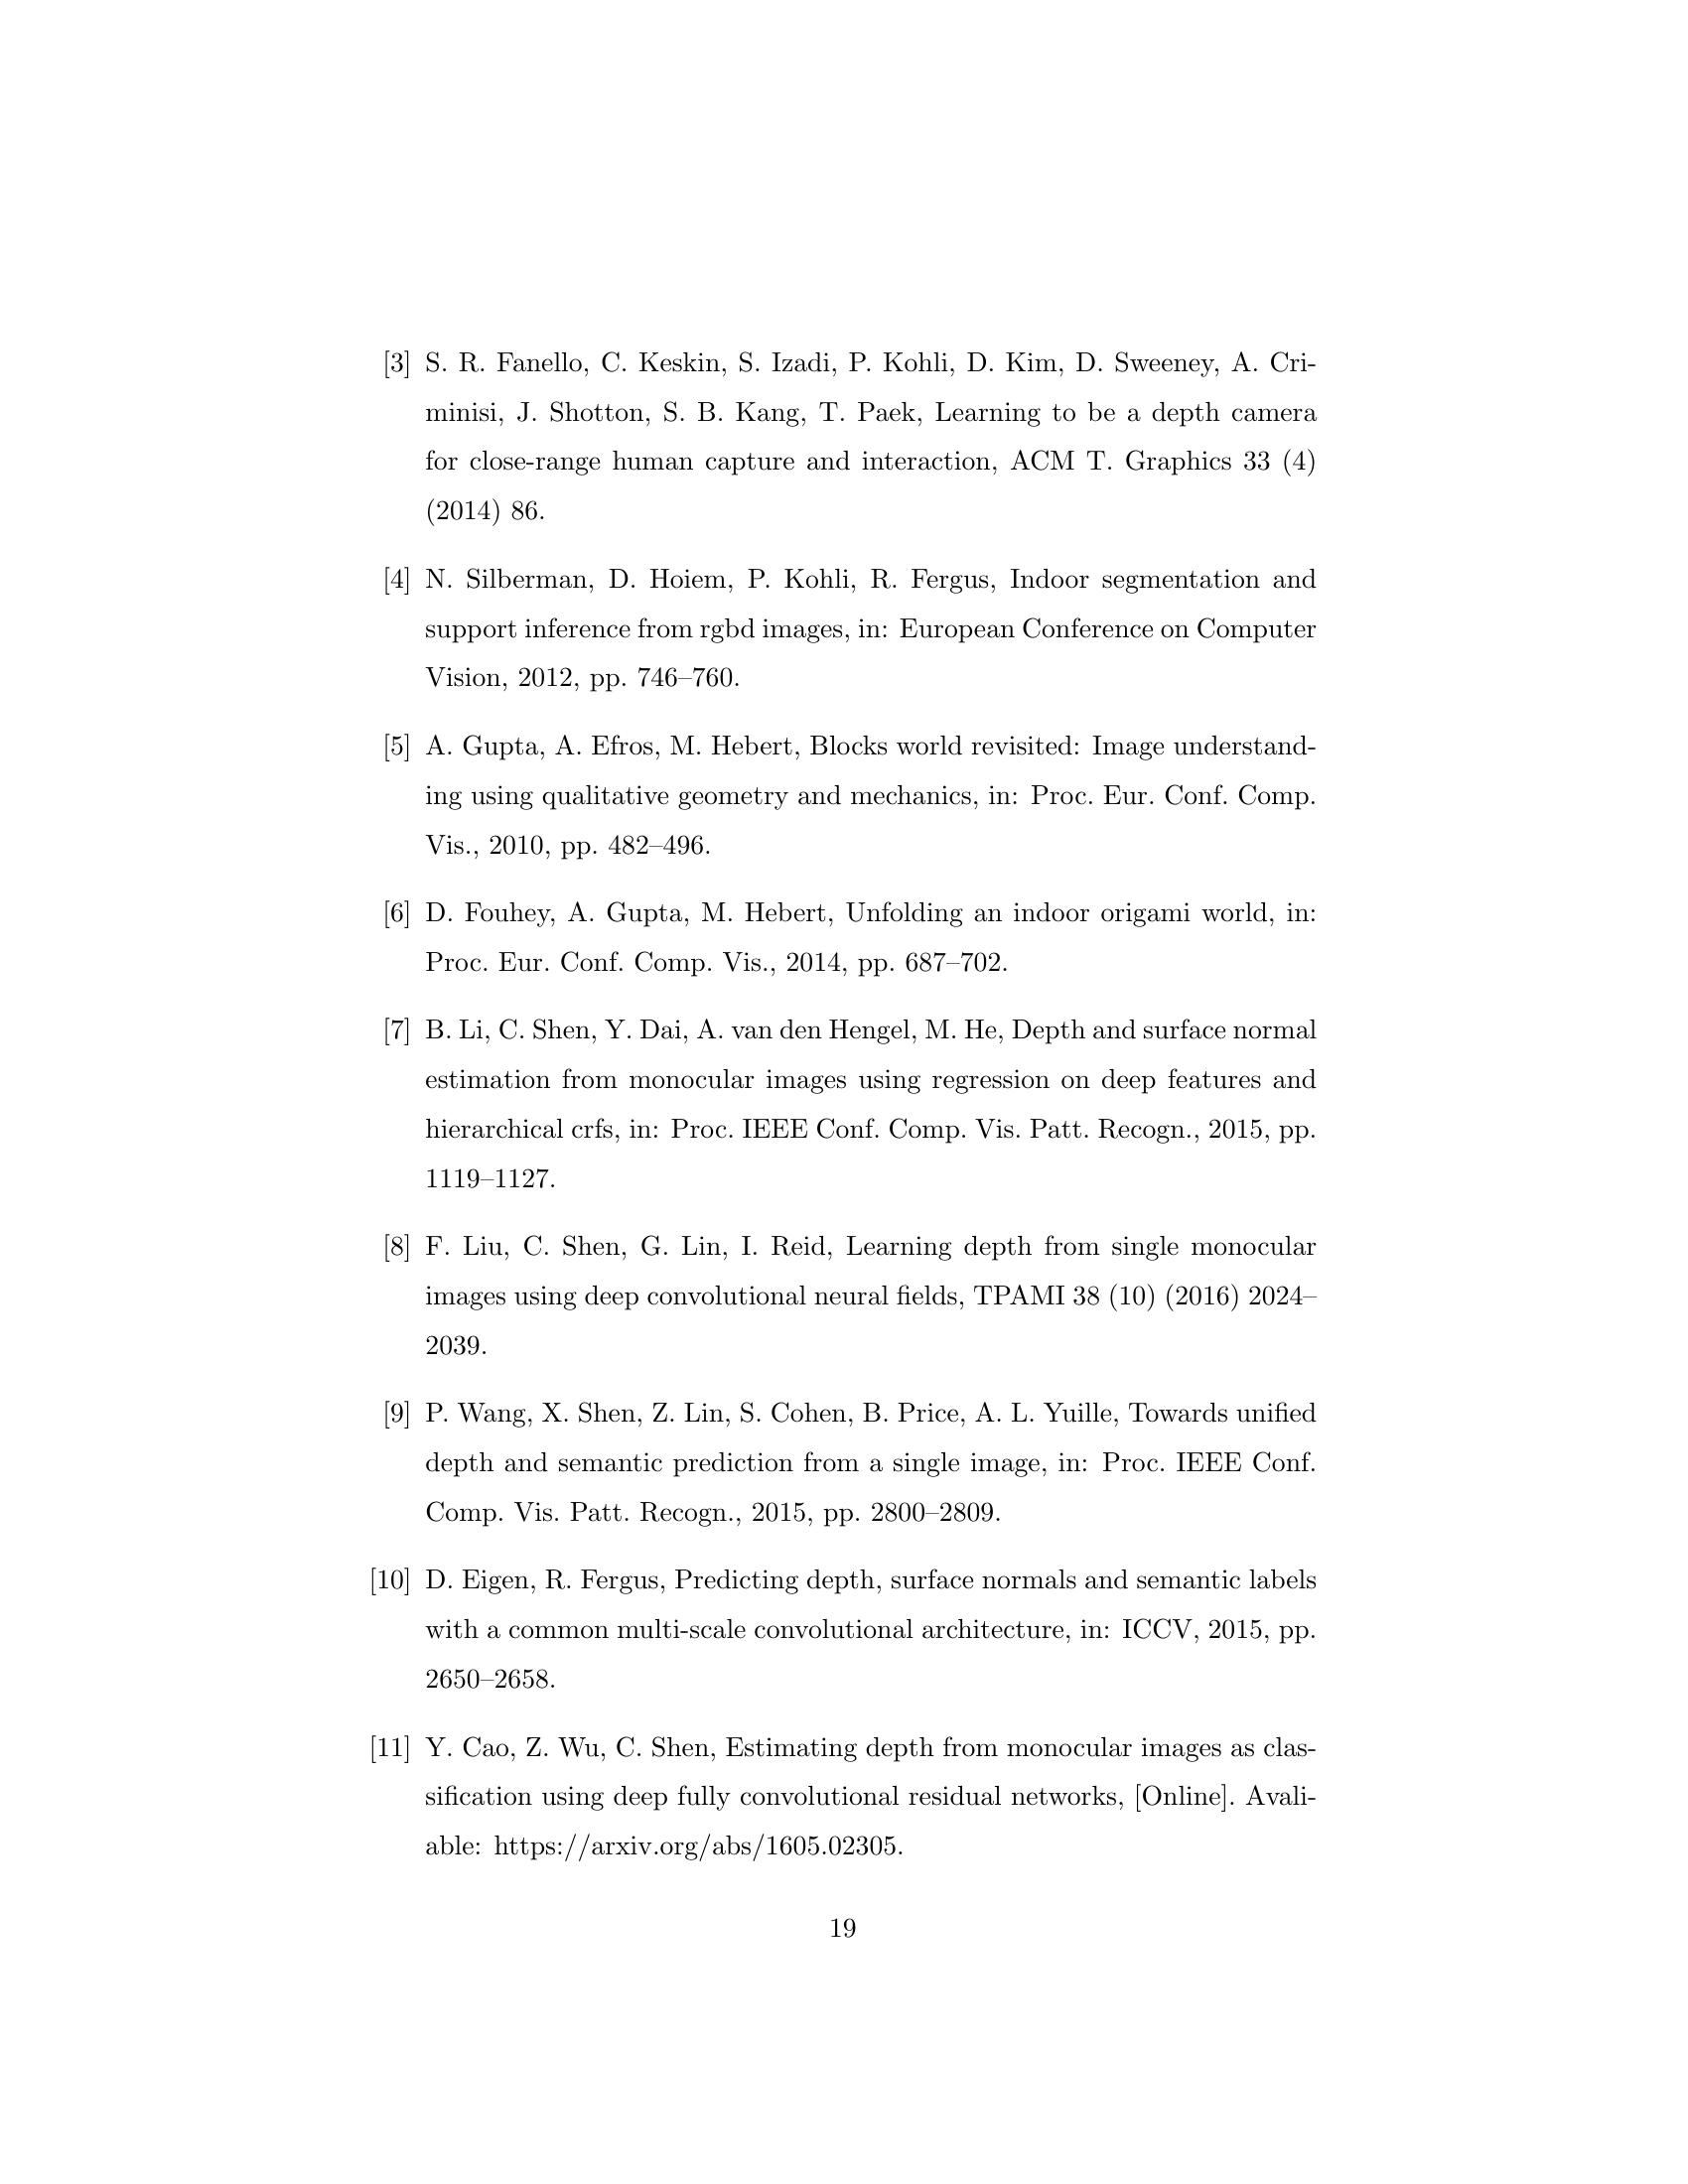 [3] S. R. Fanello, C. Keskin, S. Izadi, P. Kohli, D. Kim, D. Sweeney, A. Cri-
minisi, J. Shotton, S. B. Kang, T. Paek, Learning to be a depth camera
for close-range human capture and interaction, ACM T. Graphics 33 (4)
(2014) 86.
[4] N. Silberman, D. Hoiem, P. Kohli, R. Fergus, Indoor segmentation and
support inference from rgbd images, in: European Conference on Computer
Vision, 2012, pp. 746–760.
[5] A. Gupta, A. Efros, M. Hebert, Blocks world revisited: Image understand-
ing using qualitative geometry and mechanics, in: Proc. Eur. Conf. Comp.
Vis., 2010, pp. 482–496.
[6] D. Fouhey, A. Gupta, M. Hebert, Unfolding an indoor origami world, in:
Proc. Eur. Conf. Comp. Vis., 2014, pp. 687–702.
[7] B. Li, C. Shen, Y. Dai, A. van den Hengel, M. He, Depth and surface normal
estimation from monocular images using regression on deep features and
hierarchical crfs, in: Proc. IEEE Conf. Comp. Vis. Patt. Recogn., 2015, pp.
1119–1127.
[8] F. Liu, C. Shen, G. Lin, I. Reid, Learning depth from single monocular
images using deep convolutional neural fields, TPAMI 38 (10) (2016) 2024–
2039.
[9] P. Wang, X. Shen, Z. Lin, S. Cohen, B. Price, A. L. Yuille, Towards unified
depth and semantic prediction from a single image, in: Proc. IEEE Conf.
Comp. Vis. Patt. Recogn., 2015, pp. 2800–2809.
[10] D. Eigen, R. Fergus, Predicting depth, surface normals and semantic labels
with a common multi-scale convolutional architecture, in: ICCV, 2015, pp.
2650–2658.
[11] Y. Cao, Z. Wu, C. Shen, Estimating depth from monocular images as clas-
sification using deep fully convolutional residual networks, [Online]. Avali-
able: https://arxiv.org/abs/1605.02305.
19